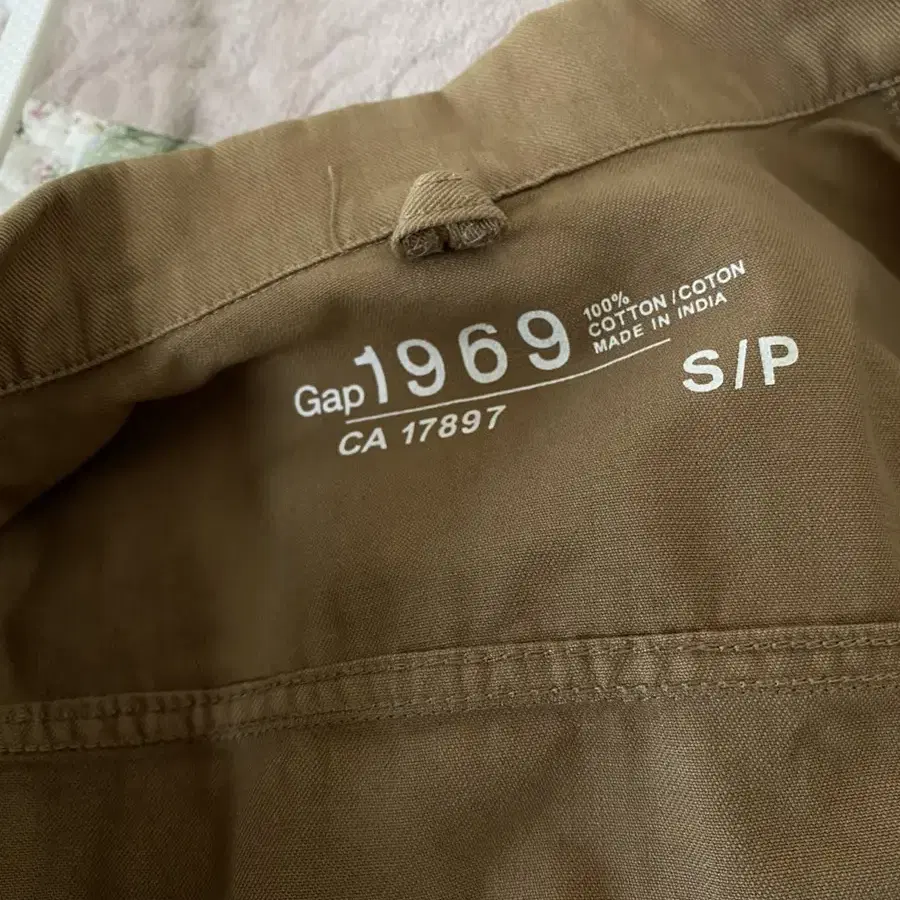 Gap 1969
100%
COTTON / COTON
MADE IN INDIA
S/P
CA 17897